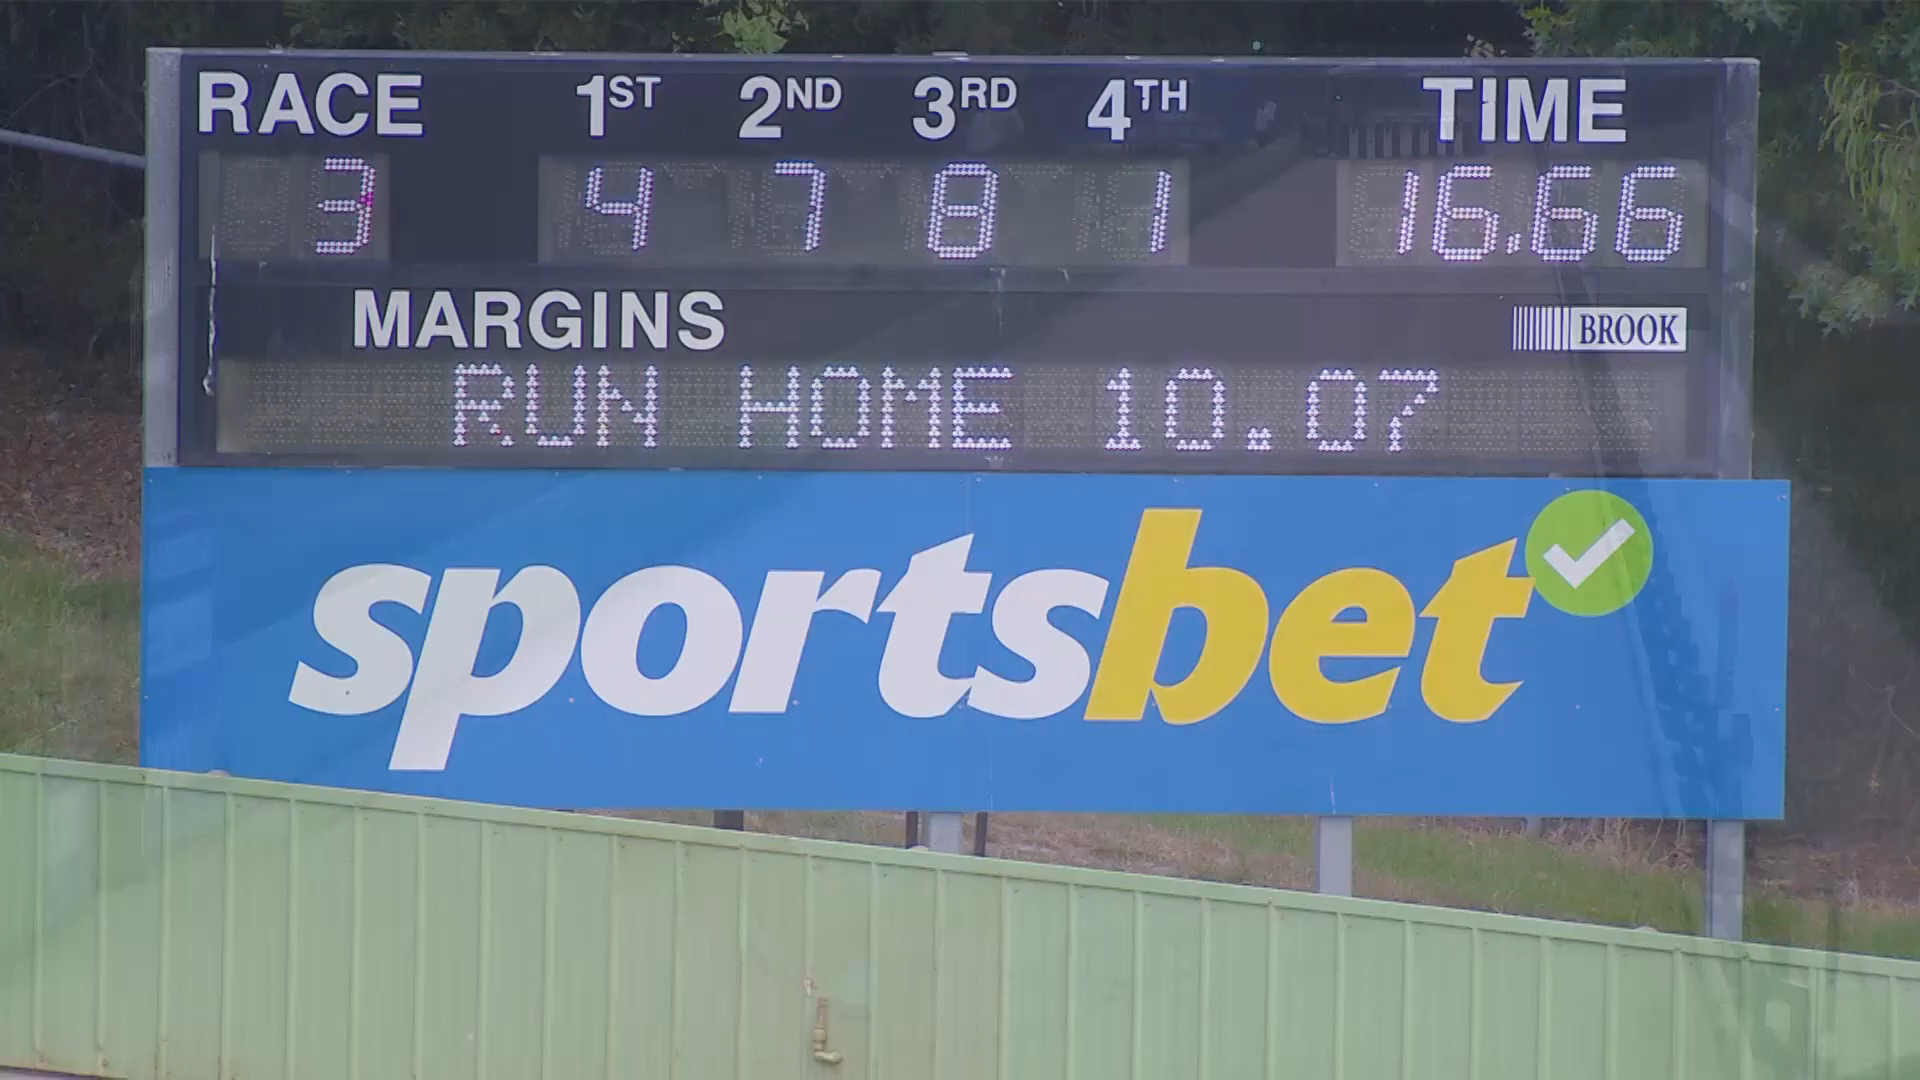 RACE 1ST 2ND 3RD 4TH TIME
3 4 7 8 1 16.66
MARGINS BROOK
RUN HOME 10.07
sportsbet